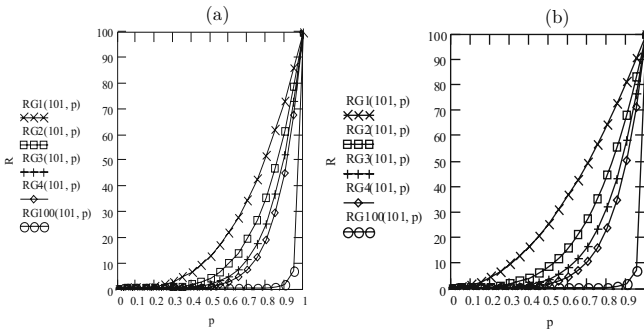 (a)
100
90
80
70
60
50
40
30
20
10
0
R
RG1(101, p)
RG2(101, p)
RG3(101, p)
RG4(101, p)
RG100(101, p)
0 0.1 0.2 0.3 0.4 0.5 0.6 0.7 0.8 0.9 1
p
(b)
100
90
80
70
60
50
40
30
20
10
0
R
RG1(101, p)
RG2(101, p)
RG3(101, p)
RG4(101, p)
RG100(101, p)
0 0.1 0.2 0.3 0.4 0.5 0.6 0.7 0.8 0.9
p